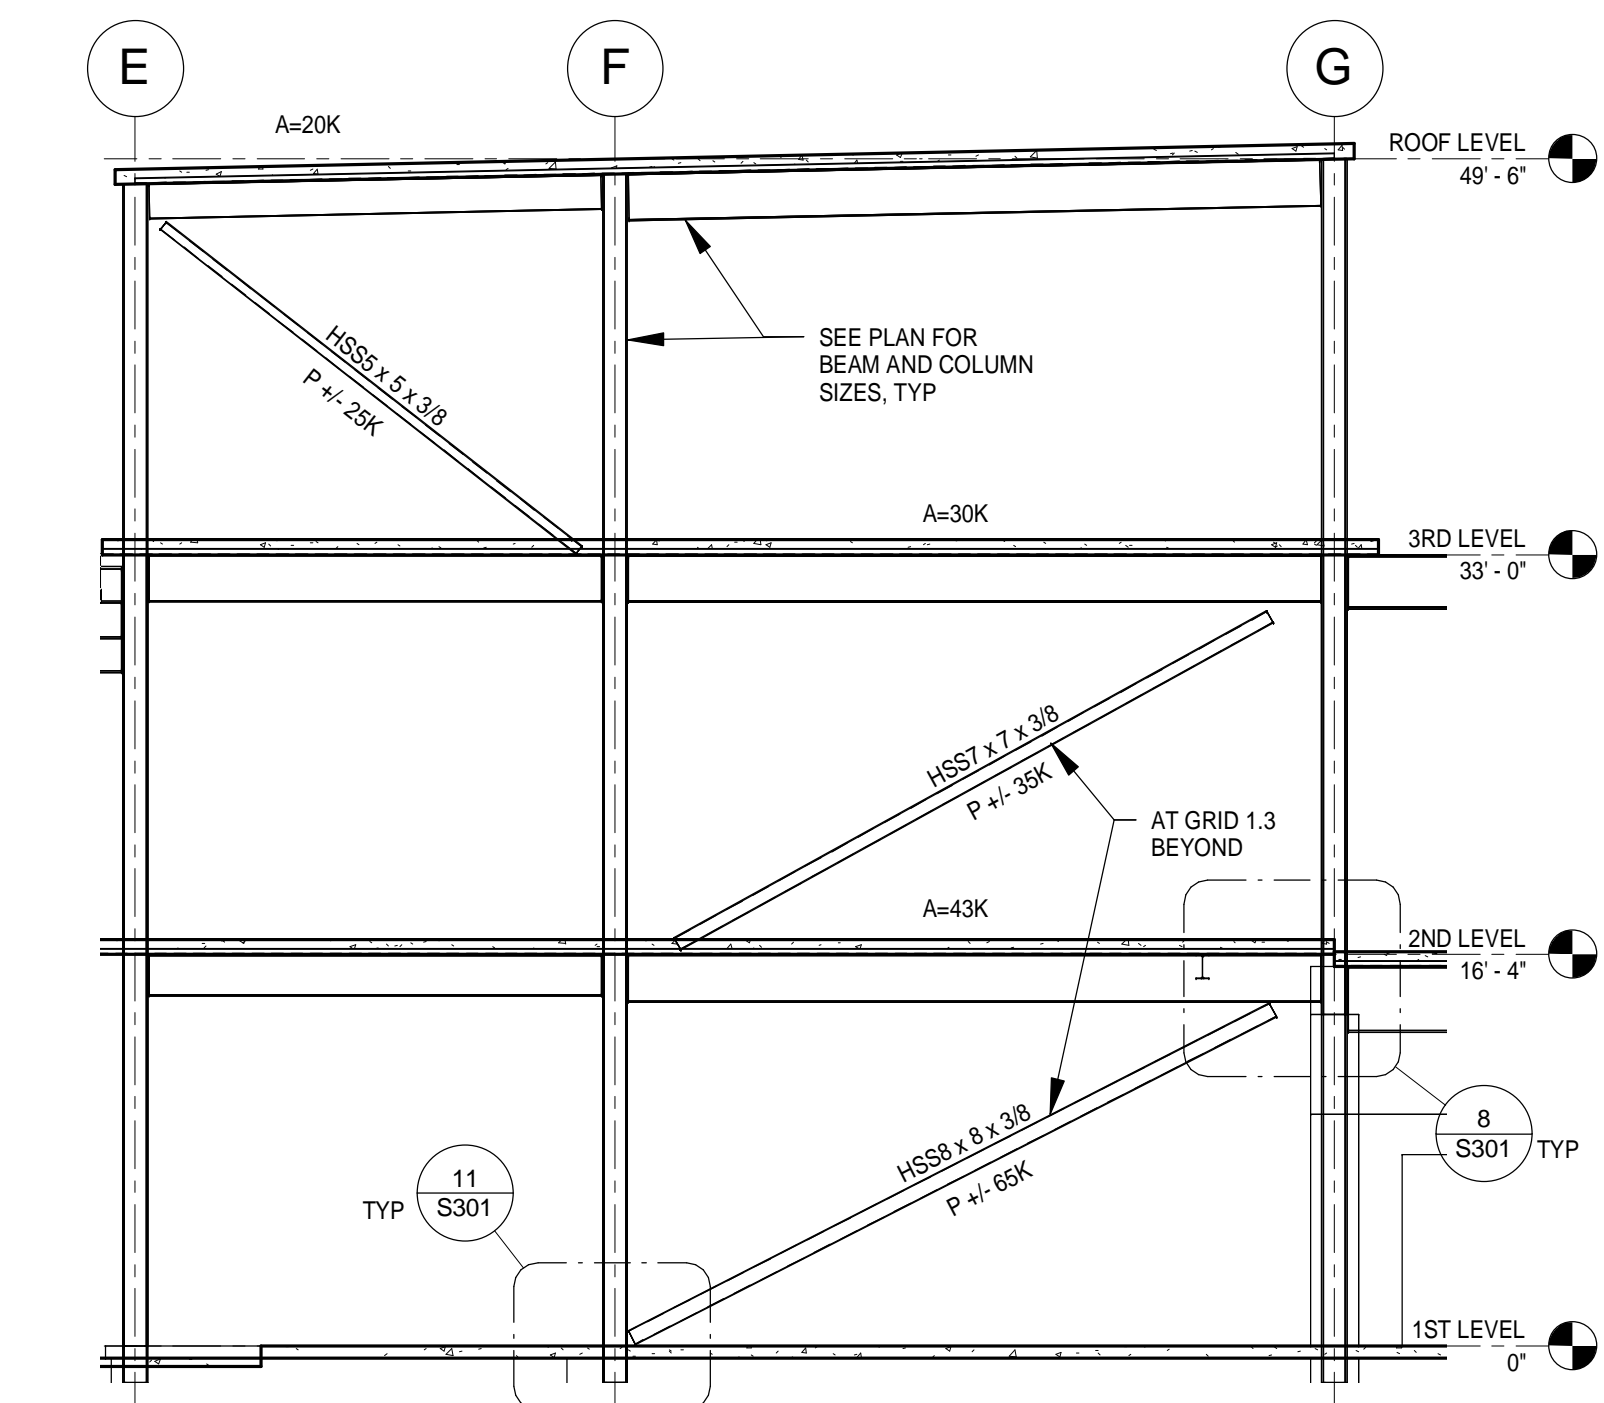 E
F
G
A=20K
ROOF LEVEL
49' - 6"
HSS5 x 5 x 3/8
P +/- 25K
SEE PLAN FOR
BEAM AND COLUMN
SIZES, TYP
A=30K
3RD LEVEL
33' - 0"
HSS7 x 7 x 3/8
P +/- 35K
AT GRID 1.3
BEYOND
A=43K
2ND LEVEL
16' - 4"
HSS8 x 8 x 3/8
P +/- 65K
8
S301
TYP
11
S301
TYP
1ST LEVEL
0"